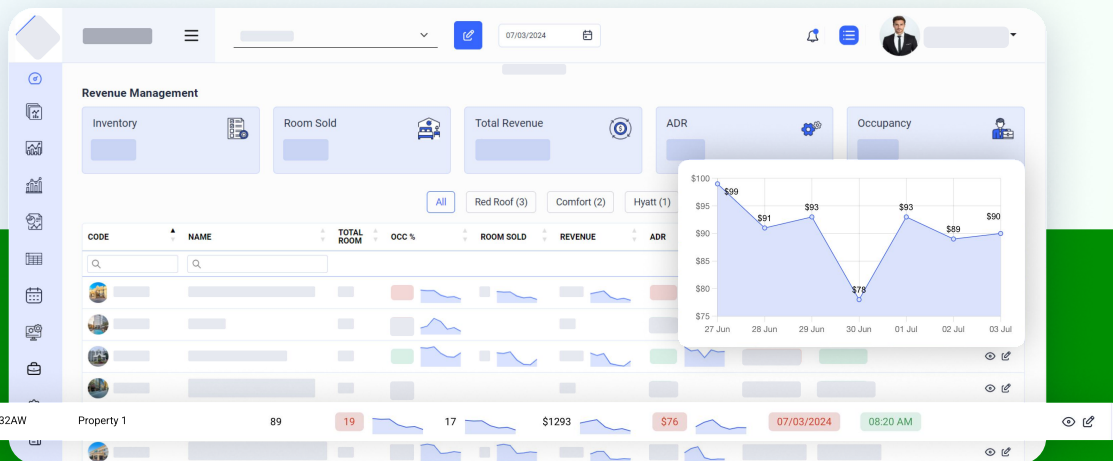 07/03/2024
Revenue Management
Inventory
Room Sold
Total Revenue
ADR
Occupancy
All
Red Roof (3)
Comfort (2)
Hyatt (1)
CODE
NAME
TOTAL
ROOM
OCC %
ROOM SOLD
REVENUE
ADR
$100
$95
$90
$85
$80
$75
$99
$91
$93
$78
$93
$89
$90
27 Jun
28 Jun
29 Jun
30 Jun
01 Jul
02 Jul
03 Jul
32AW Property 1 89 19 17 $1293 $76 07/03/2024 08:20 AM